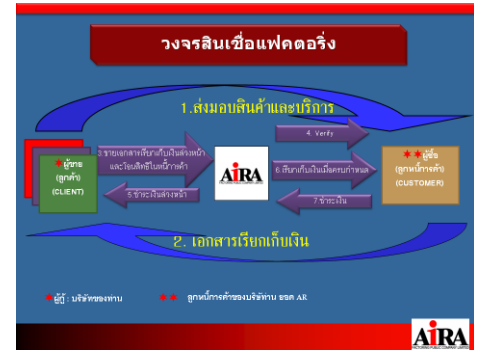 วงจรสินเชื่อแฟคตอริ่ง
1.ส่งมอบสินค้าและบริการ
4. Verify
3.ขายเอกสารเรียกเก็บเงินล่วงหน้า
และโอนสิทธิในหนี้การค้า
ผู้ขาย
(ลูกค้า)
(CLIENT)
AiRA
6.เรียกเก็บเงินเมื่อครบกำหนด
ผู้ซื้อ
(ลูกหนี้การค้า)
(CUSTOMER)
5.ชำระเงินล่วงหน้า
7.ชำระเงิน
2. เอกสารเรียกเก็บเงิน
ผู้กู้ : บริษัทของท่าน
ลูกหนี้การค้าของบริษัทท่าน ยอด AR
AiRA
FACTORING PUBLIC COMPANY LIMITED